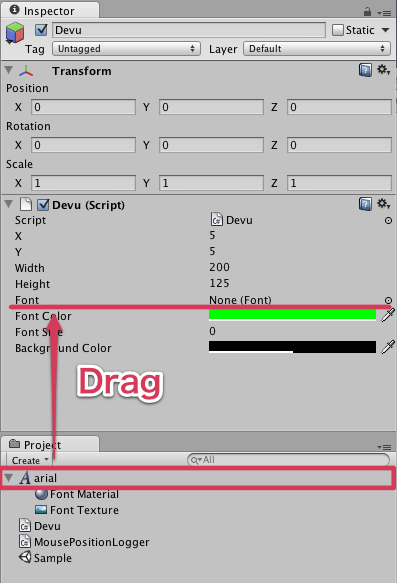 Inspector
Devu Static
Tag Untagged Layer Default
Transform
Position
X 0 Y 0 Z 0
Rotation
X 0 Y 0 Z 0
Scale
X 1 Y 1 Z 1
Devu (Script)
Script C# Devu
X 5
Y 5
Width 200
Height 125
Font None (Font)
Font Color
Font Size 0
Background Color
Drag
Project
Create All
A arial
Font Material
Font Texture
C# Devu
C# MousePositionLogger
Sample